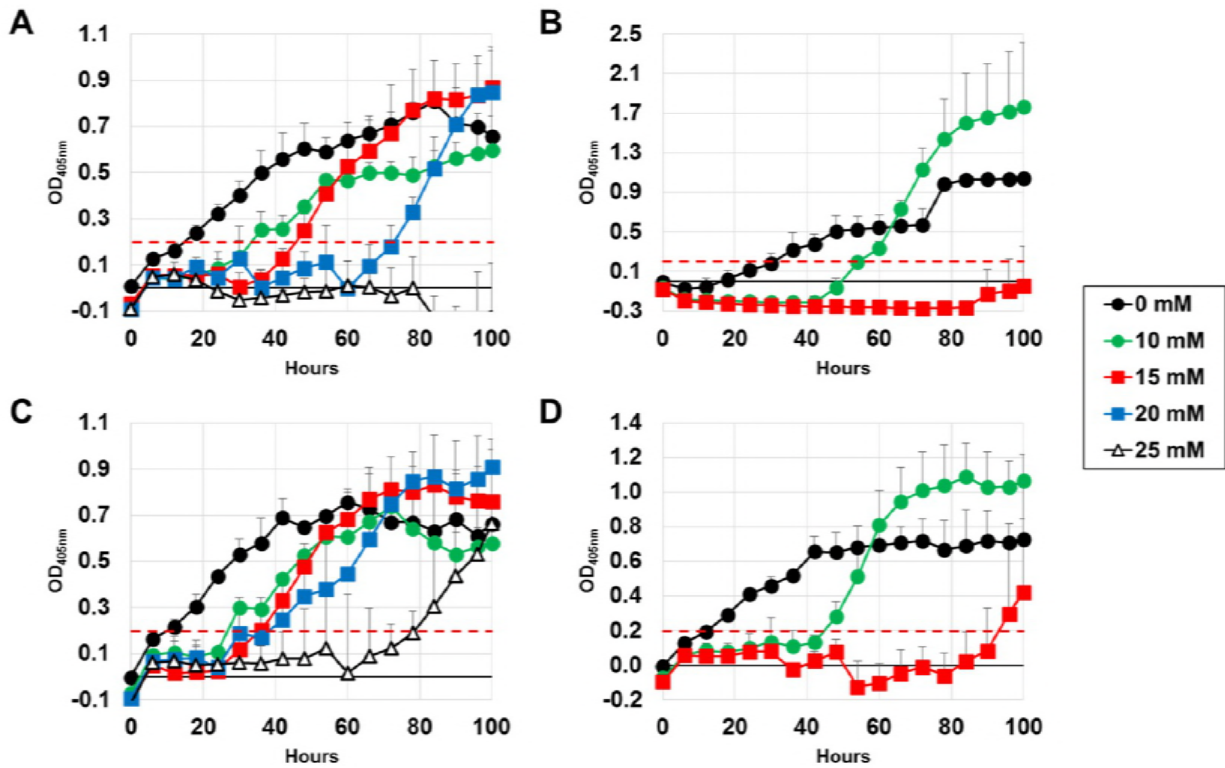 A
1.1
0.9
0.7
0.5
0.3
0.1
-0.1
OD405nm
0 20 40 60 80 100
Hours
B
2.5
2.1
1.7
1.3
0.9
0.5
0.1
-0.3
OD405nm
0 20 40 60 80 100
Hours
C
1.1
0.9
0.7
0.5
0.3
0.1
-0.1
OD405nm
0 20 40 60 80 100
Hours
D
1.4
1.2
1.0
0.8
0.6
0.4
0.2
0.0
-0.2
OD405nm
0 20 40 60 80 100
Hours
0 mM
10 mM
15 mM
20 mM
25 mM